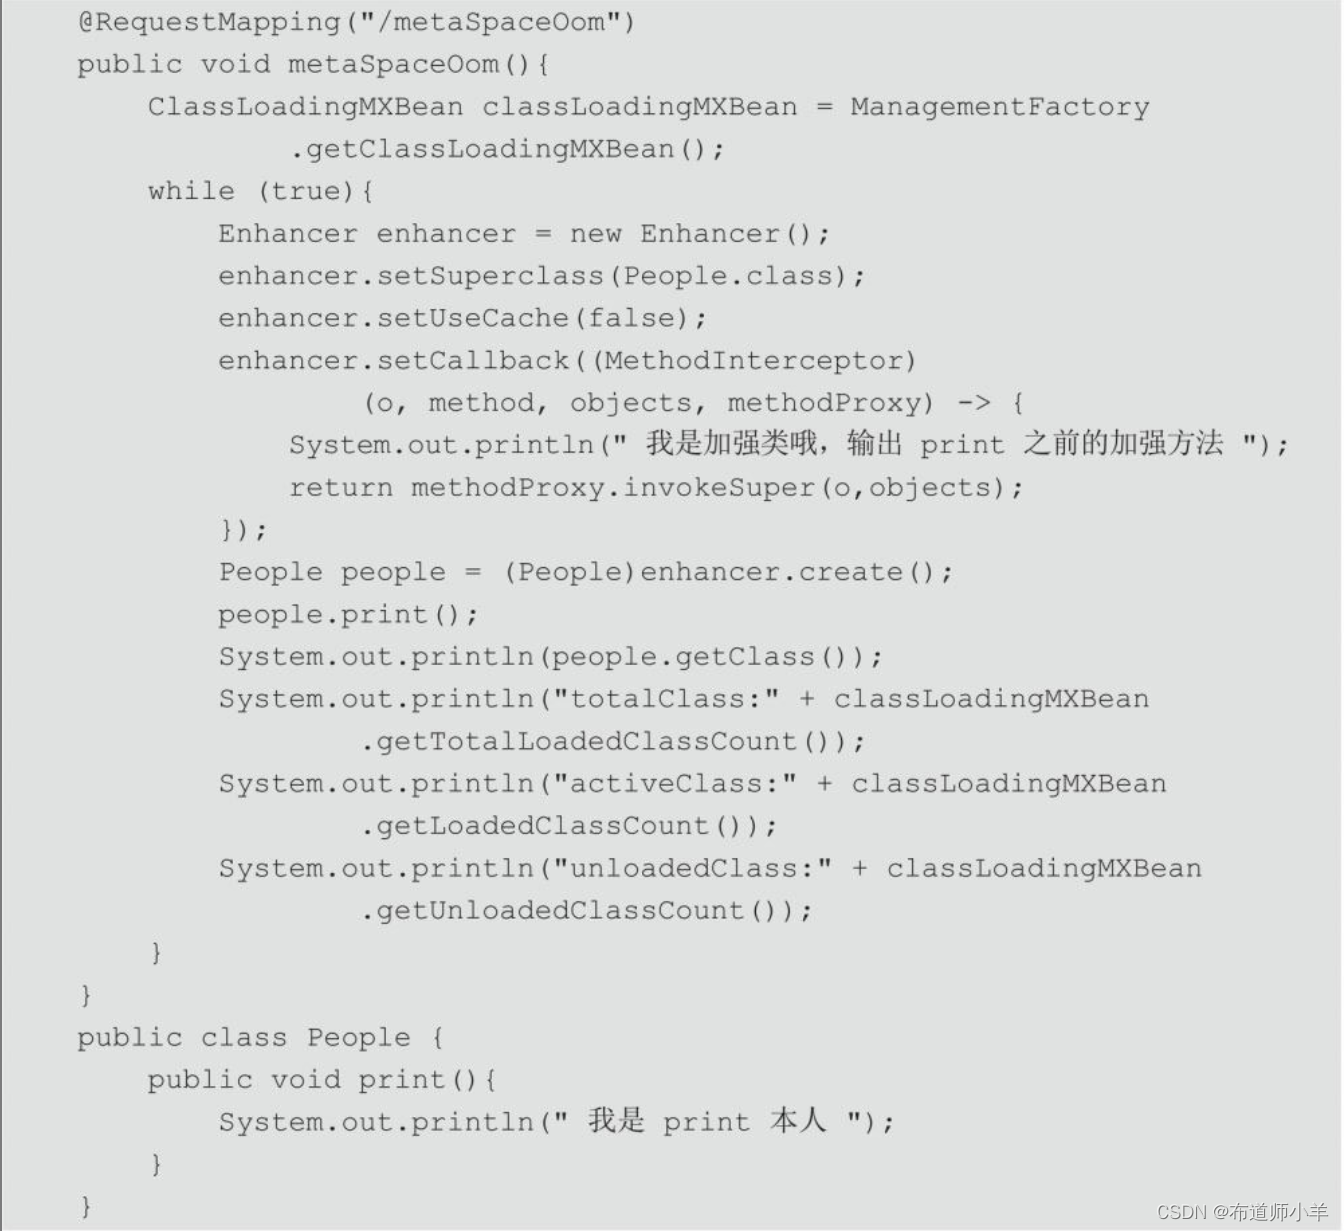 @RequestMapping("/metaSpaceOom")
public void metaSpaceOom(){
ClassLoadingMXBean classLoadingMXBean = ManagementFactory
.getClassLoadingMXBean();
while (true){
Enhancer enhancer = new Enhancer();
enhancer.setSuperclass(People.class);
enhancer.setUseCache(false);
enhancer.setCallback((MethodInterceptor)
(o, method, objects, methodProxy) -> {
System.out.println(" 我是加强类哦，输出 print 之前的加强方法 ");
return methodProxy.invokeSuper(o,objects);
});
People people = (People)enhancer.create();
people.print();
System.out.println(people.getClass());
System.out.println("totalClass:" + classLoadingMXBean
.getTotalLoadedClassCount());
System.out.println("activeClass:" + classLoadingMXBean
.getLoadedClassCount());
System.out.println("unloadedClass:" + classLoadingMXBean
.getUnloadedClassCount());
}
}
public class People {
public void print(){
System.out.println(" 我是 print 本人 ");
}
}
CSDN @布道师小羊